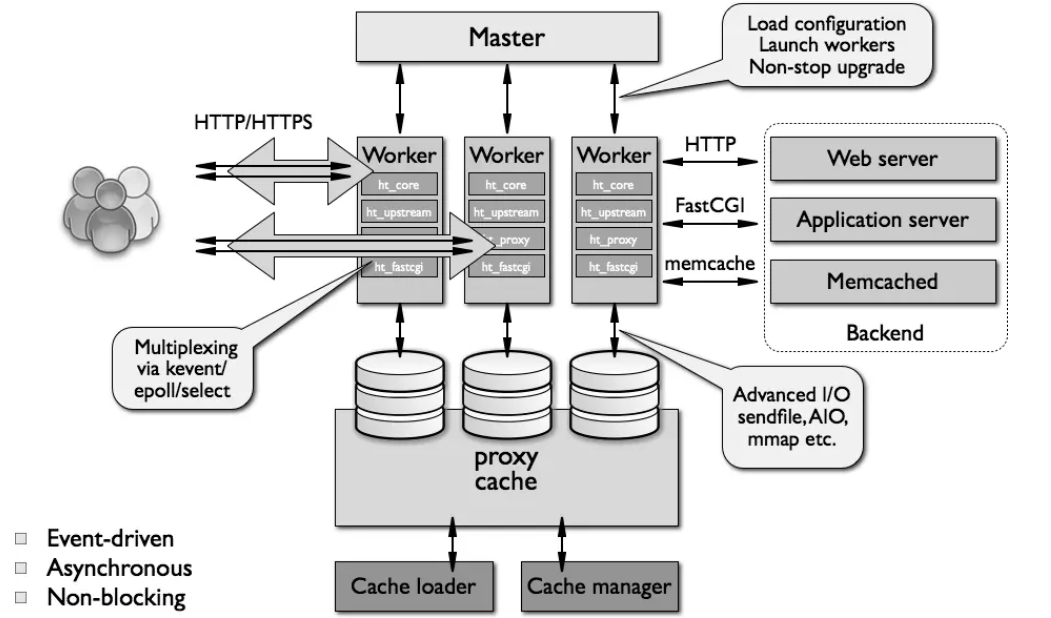 Master
Load configuration
Launch workers
Non-stop upgrade
HTTP/HTTPS
Worker
ht_core
ht_upstream
ht_fastcgi
Worker
ht_core
ht_upstream
ht_proxy
ht_fastcgi
Worker
ht_core
ht_upstream
ht_proxy
ht_fastcgi
HTTP
FastCGI
memcache
Web server
Application server
Memcached
Backend
Multiplexing
via kevent/
epoll/select
Advanced I/O
sendfile, AIO,
mmap etc.
proxy
cache
Cache loader
Cache manager
Event-driven
Asynchronous
Non-blocking